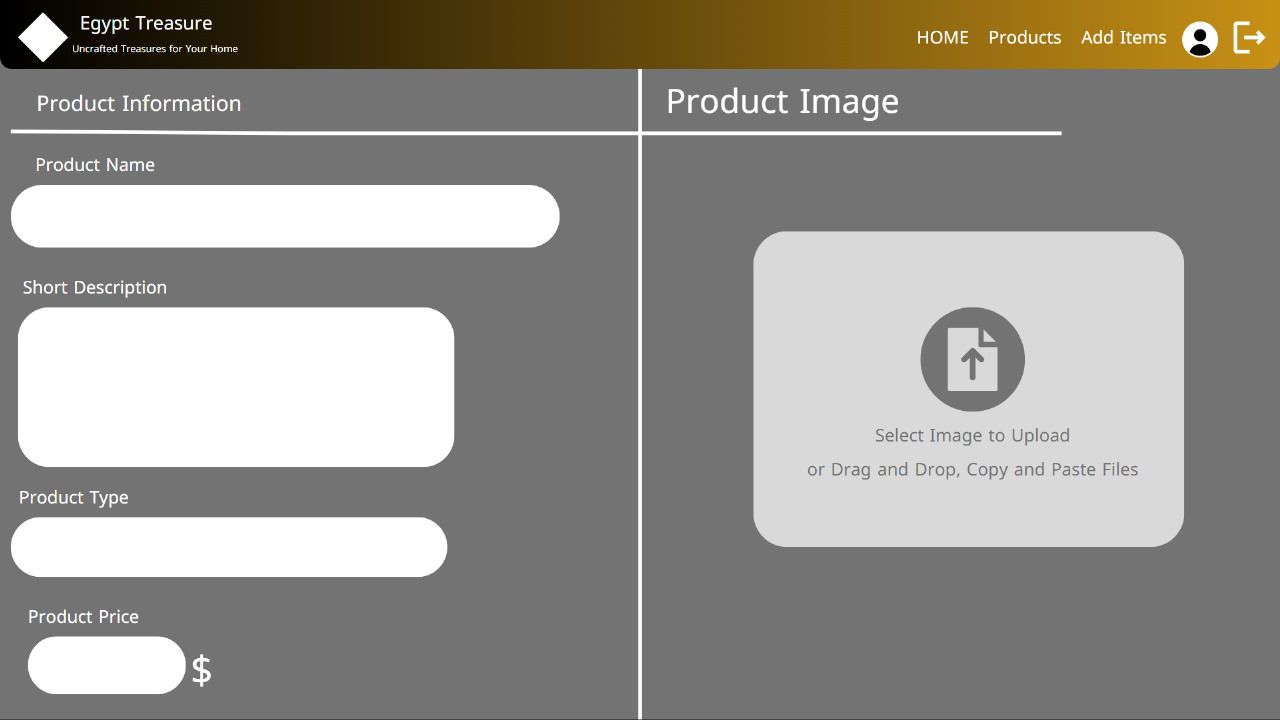 Egypt Treasure
Uncrafted Treasures for Your Home
HOME Products Add Items
Product Information
Product Image
Product Name
Short Description
Product Type
Product Price
$
Select Image to Upload
or Drag and Drop, Copy and Paste Files